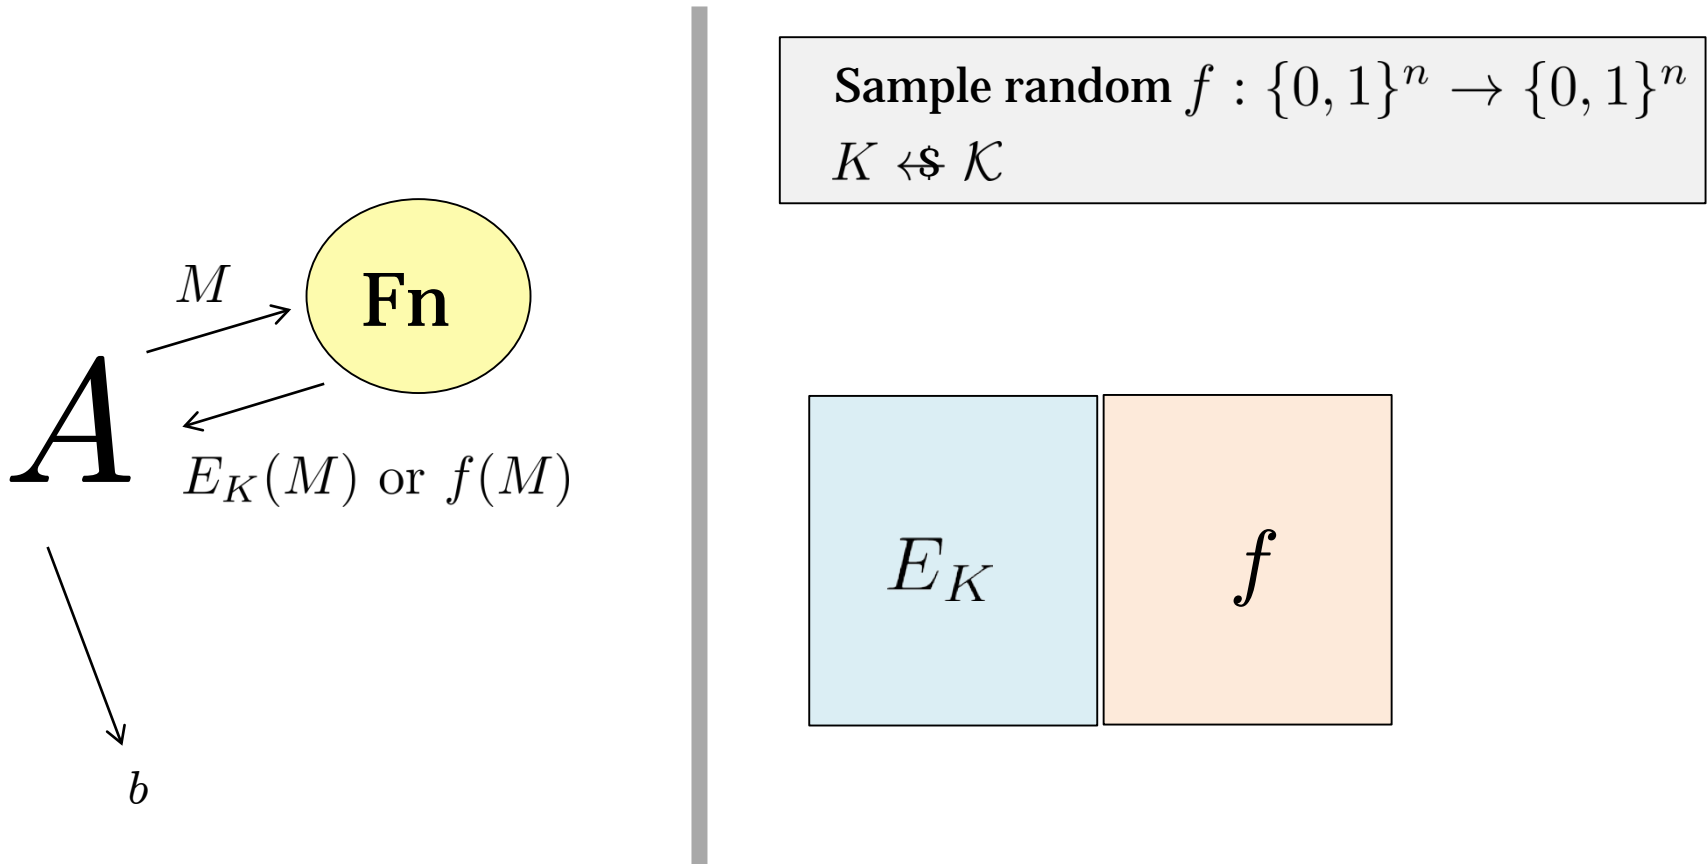 M
Fn
A
E_K(M) or f(M)
b
Sample random f : {0, 1}^n → {0, 1}^n
K ↞$ 𝒦
E_K
f